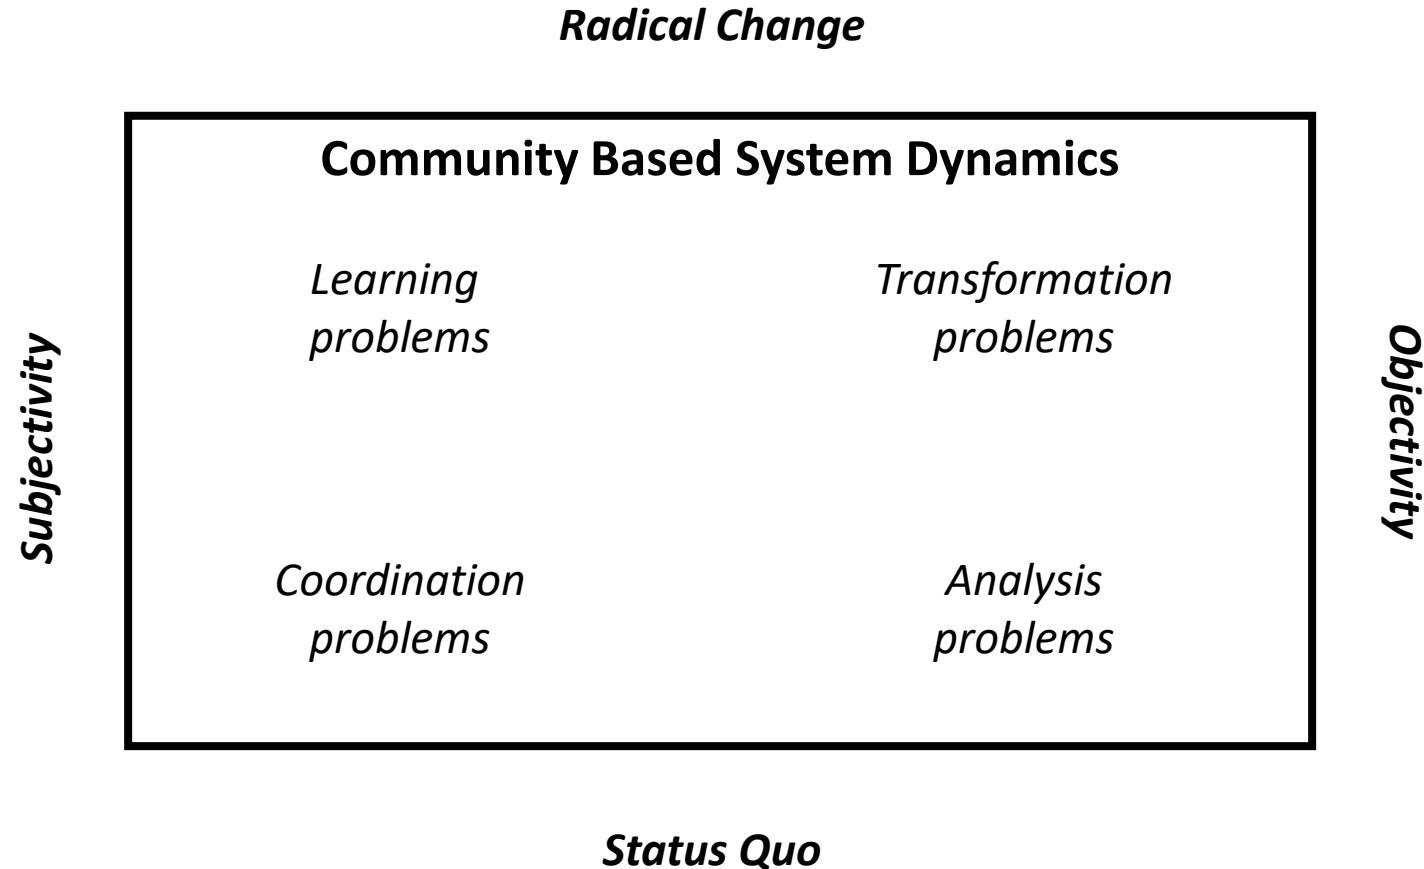 Radical Change
Community Based System Dynamics
Learning
problems
Transformation
problems
Subjectivity
Objectivity
Coordination
problems
Analysis
problems
Status Quo